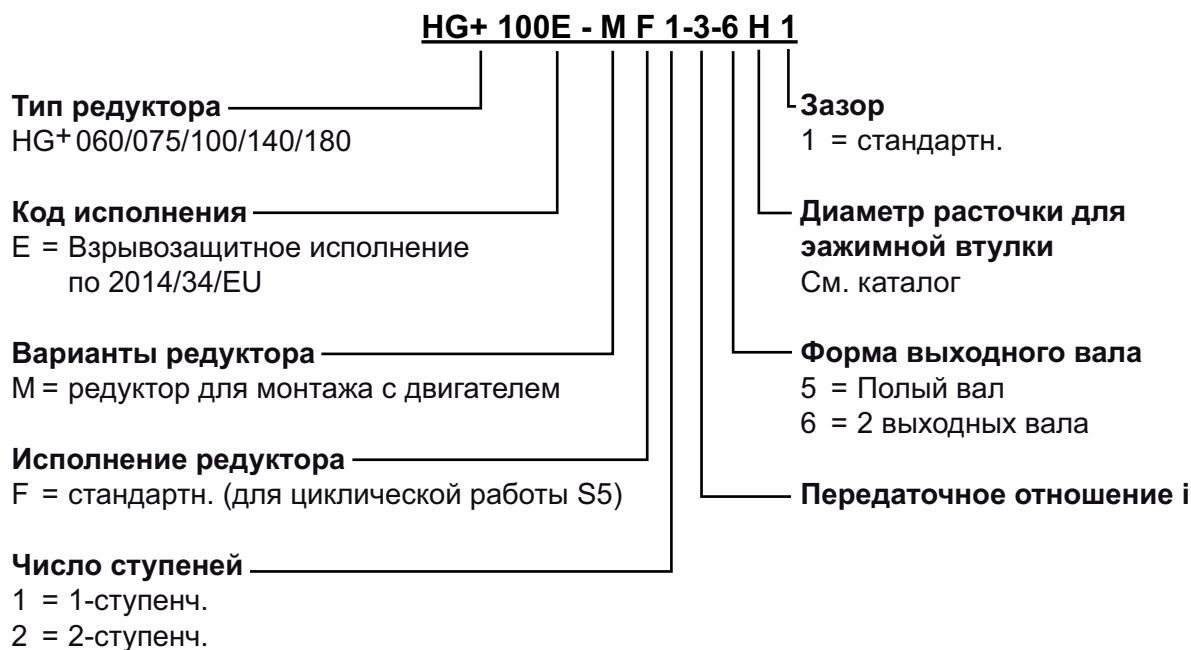 HG+ 100E - M F 1-3-6 H 1
Тип редуктора
HG+ 060/075/100/140/180
Код исполнения
E = Взрывозащитное исполнение
по 2014/34/EU
Варианты редуктора
M = редуктор для монтажа с двигателем
Исполнение редуктора
F = стандартн. (для циклической работы S5)
Число ступеней
1 = 1-ступенч.
2 = 2-ступенч.
Зазор
1 = стандартн.
Диаметр расточки для
эажимной втулки
См. каталог
Форма выходного вала
5 = Полый вал
6 = 2 выходных вала
Передаточное отношение i